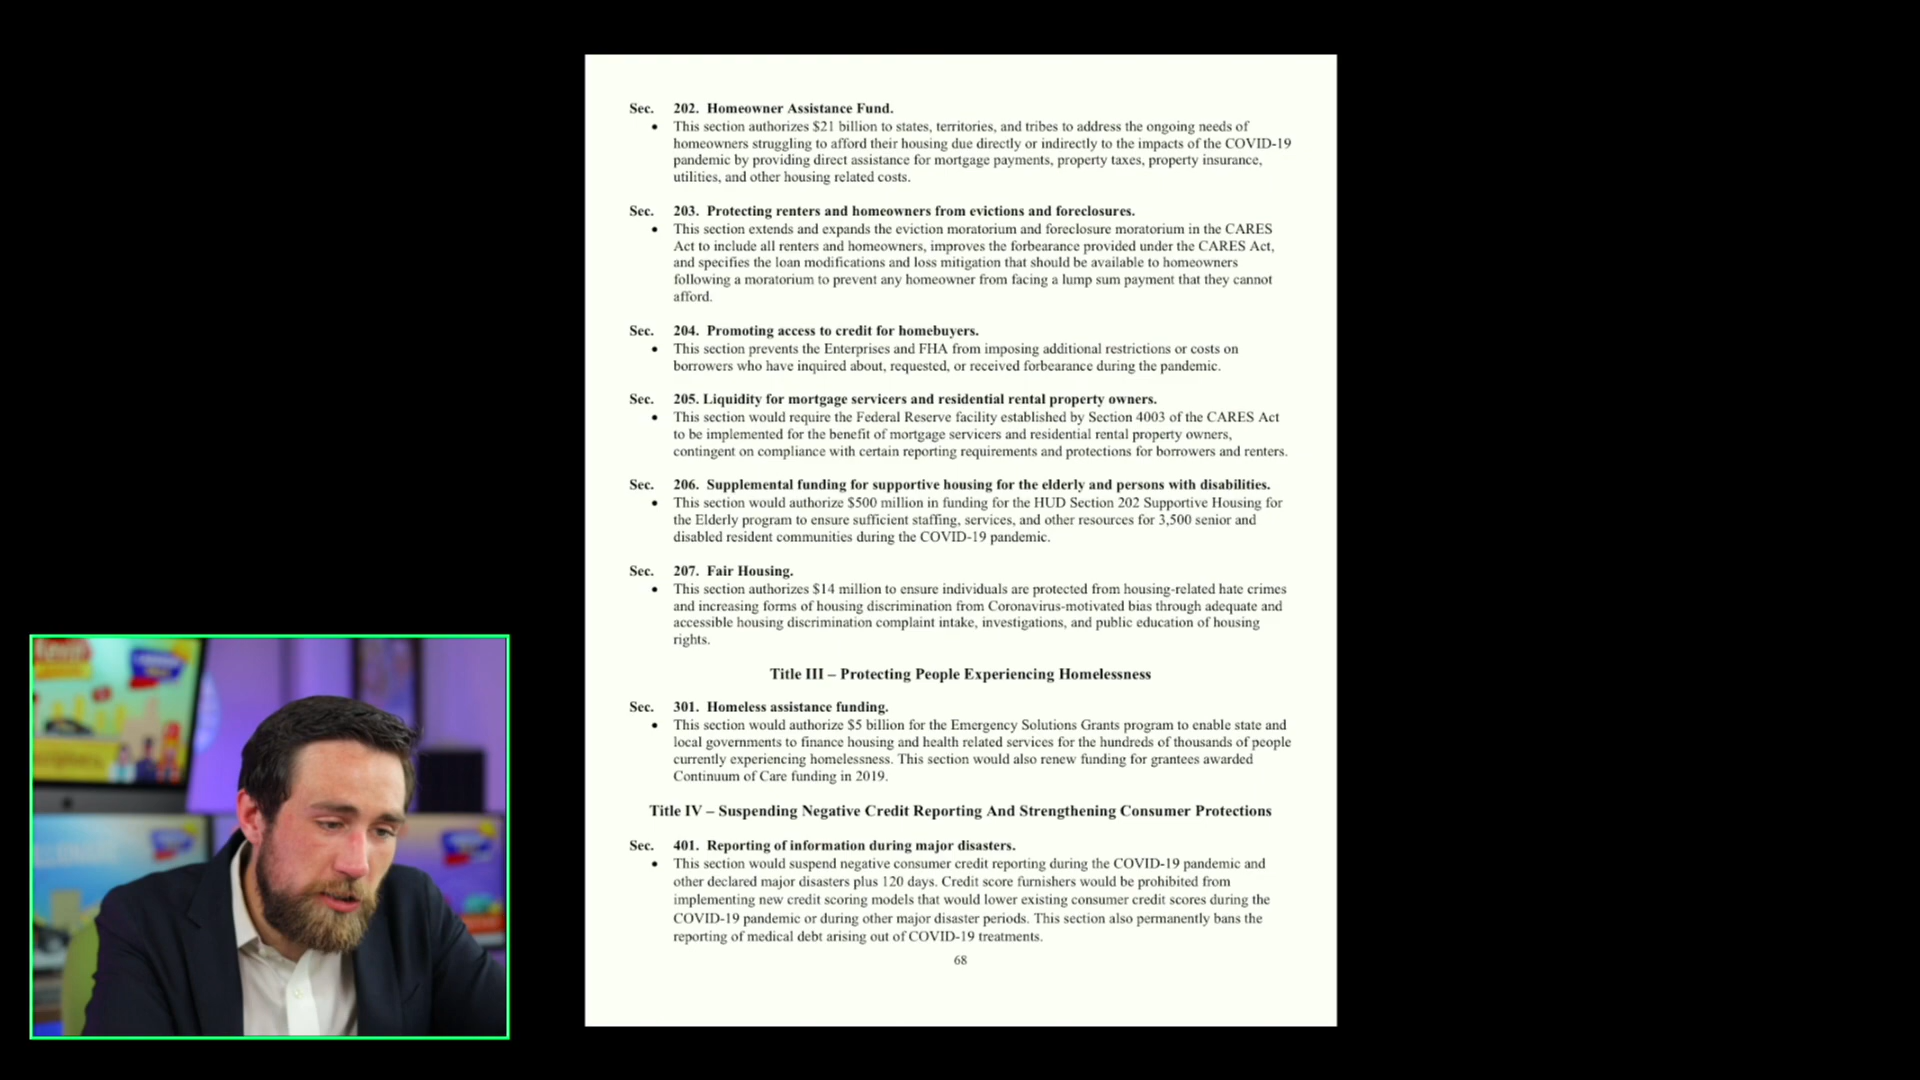 Sec. 202. Homeowner Assistance Fund.
• This section authorizes $21 billion to states, territories, and tribes to address the ongoing needs of
homeowners struggling to afford their housing due directly or indirectly to the impacts of the COVID-19
pandemic by providing direct assistance for mortgage payments, property taxes, property insurance,
utilities, and other housing related costs.
Sec. 203. Protecting renters and homeowners from evictions and foreclosures.
• This section extends and expands the eviction moratorium and foreclosure moratorium in the CARES
Act to include all renters and homeowners, improves the forbearance provided under the CARES Act,
and specifies the loan modifications and loss mitigation that should be available to homeowners
following a moratorium to prevent any homeowner from facing a lump sum payment that they cannot
afford.
Sec. 204. Promoting access to credit for homebuyers.
• This section prevents the Enterprises and FHA from imposing additional restrictions or costs on
borrowers who have inquired about, requested, or received forbearance during the pandemic.
Sec. 205. Liquidity for mortgage servicers and residential rental property owners.
• This section would require the Federal Reserve facility established by Section 4003 of the CARES Act
to be implemented for the benefit of mortgage servicers and residential rental property owners,
contingent on compliance with certain reporting requirements and protections for borrowers and renters.
Sec. 206. Supplemental funding for supportive housing for the elderly and persons with disabilities.
• This section would authorize $500 million in funding for the HUD Section 202 Supportive Housing for
the Elderly program to ensure sufficient staffing, services, and other resources for 3,500 senior and
disabled resident communities during the COVID-19 pandemic.
Sec. 207. Fair Housing.
• This section authorizes $14 million to ensure individuals are protected from housing-related hate crimes
and increasing forms of housing discrimination from Coronavirus-motivated bias through adequate and
accessible housing discrimination complaint intake, investigations, and public education of housing
rights.
Title III – Protecting People Experiencing Homelessness
Sec. 301. Homeless assistance funding.
• This section would authorize $5 billion for the Emergency Solutions Grants program to enable state and
local governments to finance housing and health related services for the hundreds of thousands of people
currently experiencing homelessness. This section would also renew funding for grantees awarded
Continuum of Care funding in 2019.
Title IV – Suspending Negative Credit Reporting And Strengthening Consumer Protections
Sec. 401. Reporting of information during major disasters.
• This section would suspend negative consumer credit reporting during the COVID-19 pandemic and
other declared major disasters plus 120 days. Credit score furnishers would be prohibited from
implementing new credit scoring models that would lower existing consumer credit scores during the
COVID-19 pandemic or during other major disaster periods. This section also permanently bans the
reporting of medical debt arising out of COVID-19 treatments.
68